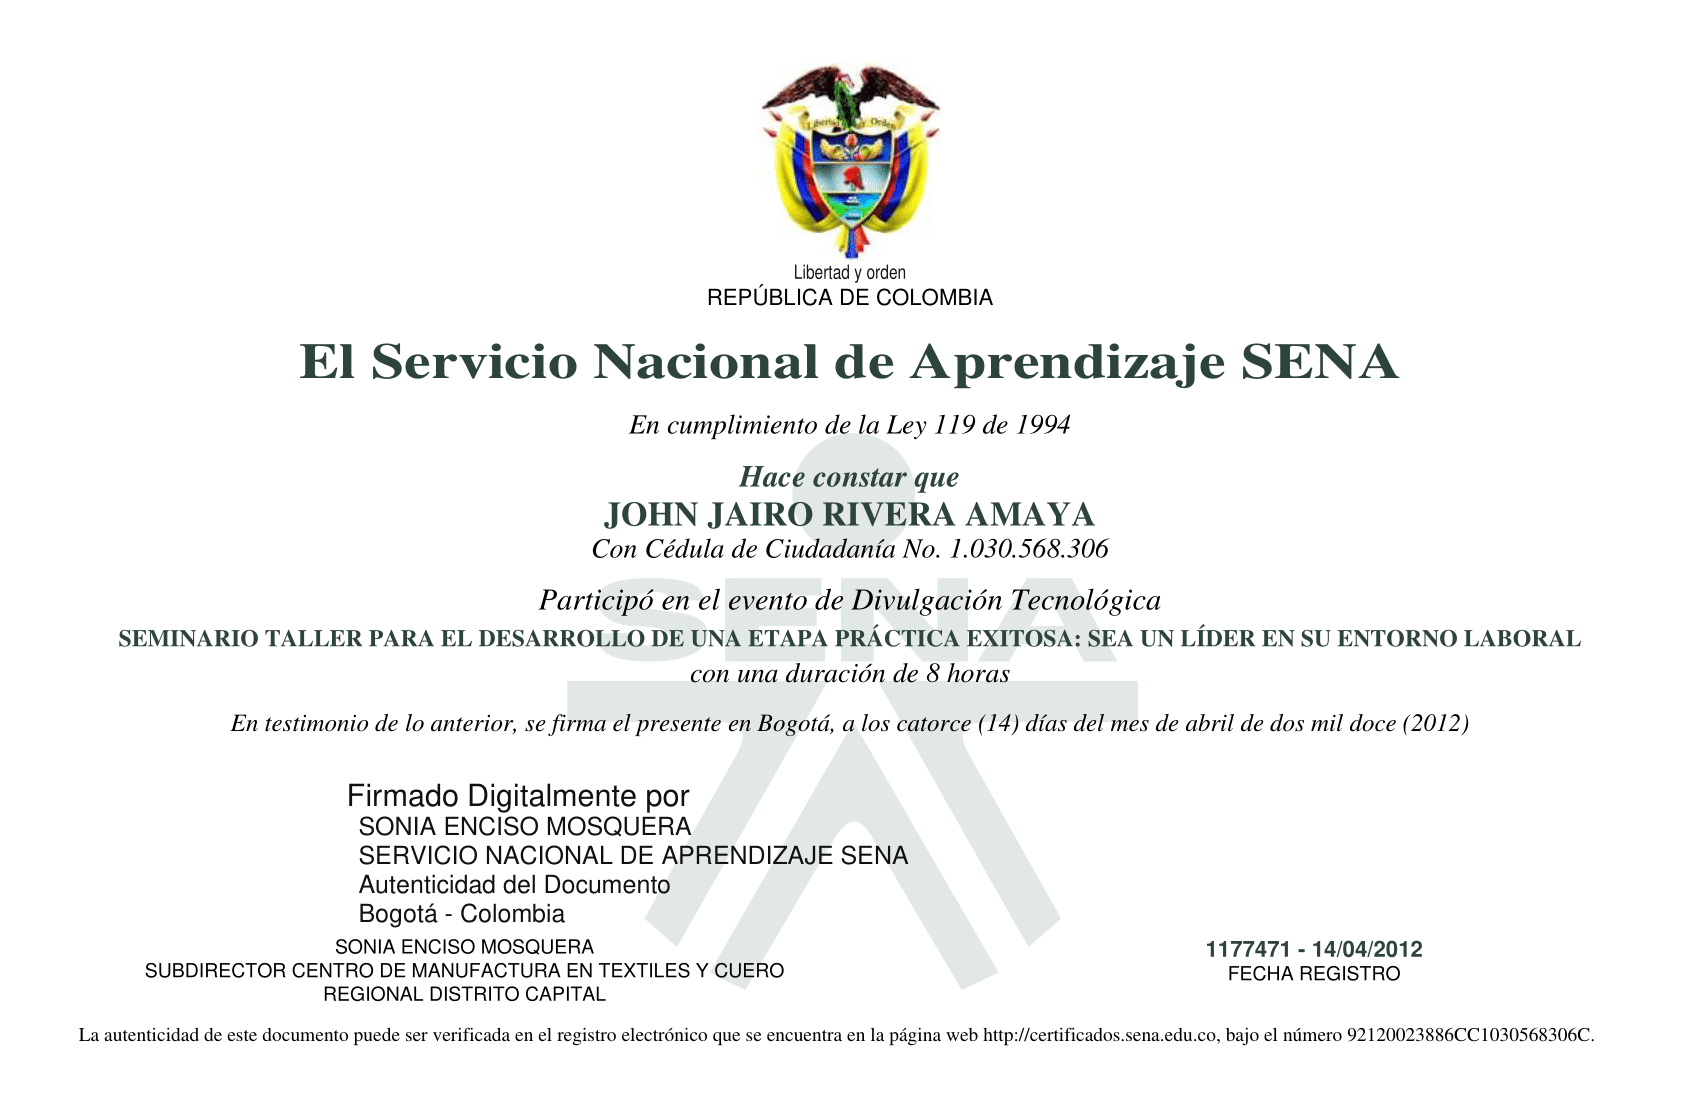 Libertad y Orden
Libertad y orden
REPÚBLICA DE COLOMBIA
El Servicio Nacional de Aprendizaje SENA
En cumplimiento de la Ley 119 de 1994
Hace constar que
JOHN JAIRO RIVERA AMAYA
Con Cédula de Ciudadanía No. 1.030.568.306
SENA
Participó en el evento de Divulgación Tecnológica
SEMINARIO TALLER PARA EL DESARROLLO DE UNA ETAPA PRÁCTICA EXITOSA: SEA UN LÍDER EN SU ENTORNO LABORAL
con una duración de 8 horas
En testimonio de lo anterior, se firma el presente en Bogotá, a los catorce (14) días del mes de abril de dos mil doce (2012)
Firmado Digitalmente por
SONIA ENCISO MOSQUERA
SERVICIO NACIONAL DE APRENDIZAJE SENA
Autenticidad del Documento
Bogotá - Colombia
SONIA ENCISO MOSQUERA
SUBDIRECTOR CENTRO DE MANUFACTURA EN TEXTILES Y CUERO
REGIONAL DISTRITO CAPITAL
1177471 - 14/04/2012
FECHA REGISTRO
La autenticidad de este documento puede ser verificada en el registro electrónico que se encuentra en la página web http://certificados.sena.edu.co, bajo el número 92120023886CC1030568306C.